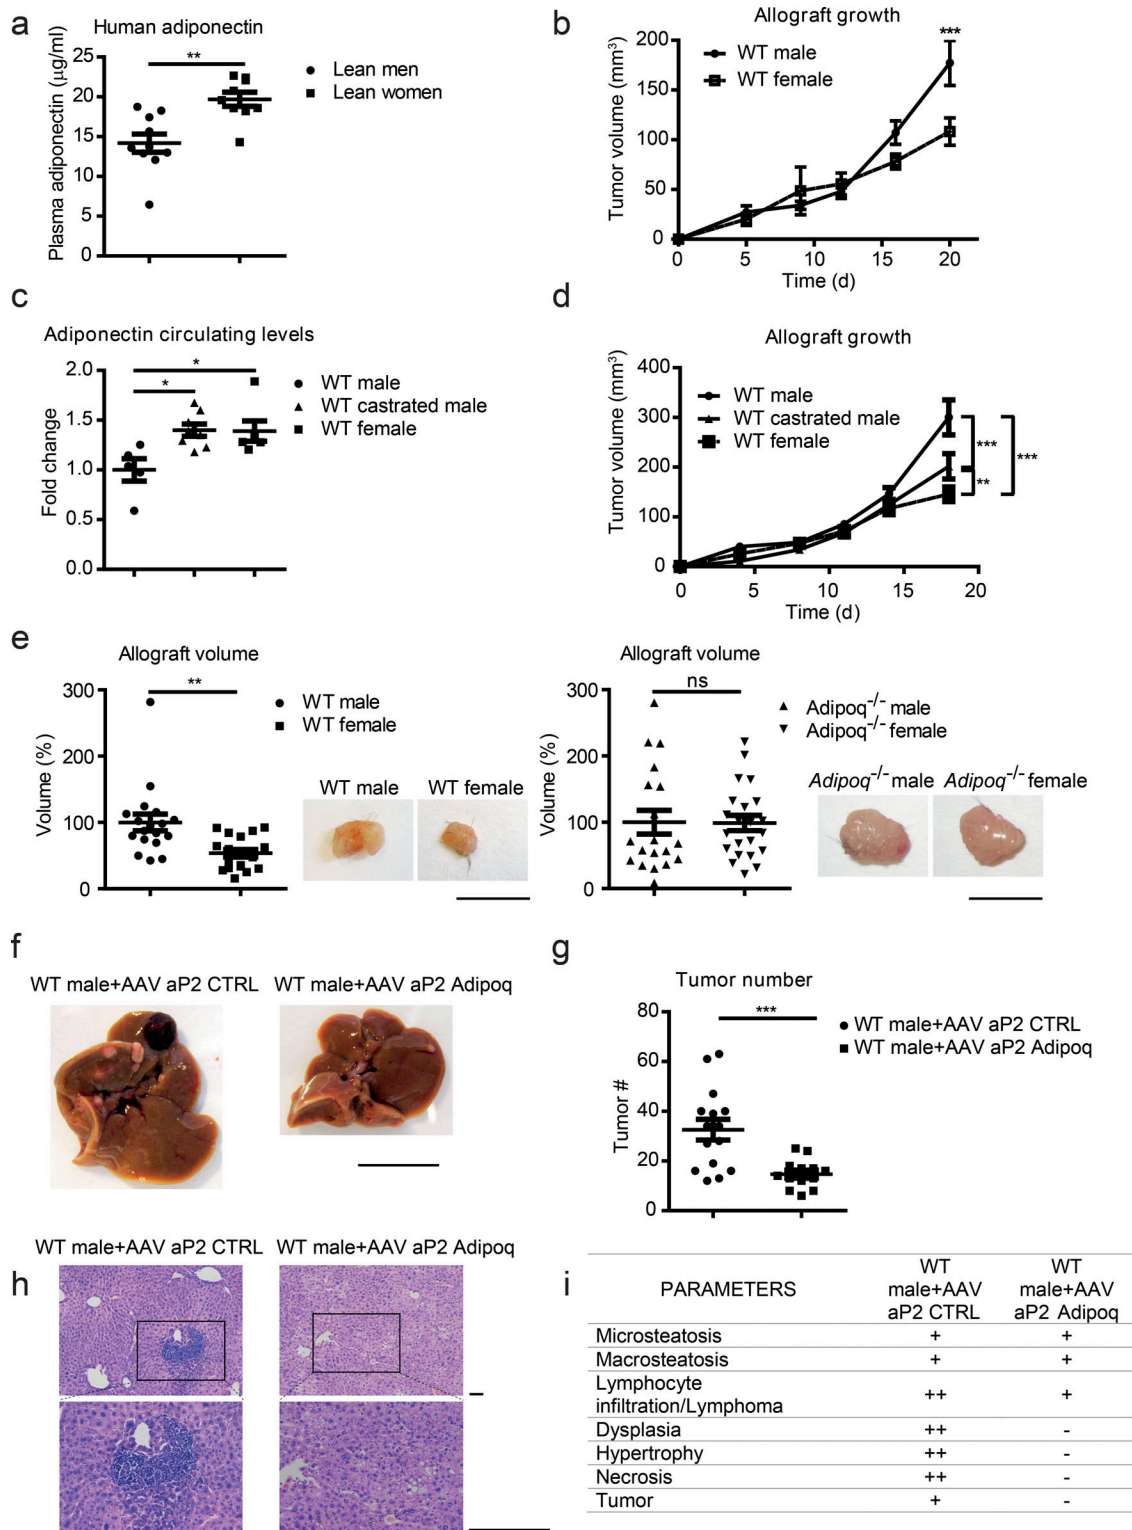 a
Human adiponectin
Plasma adiponectin (µg/ml)
25
20
15
10
5
0
**
Lean men
Lean women
b
Allograft growth
Tumor volume (mm³)
200
150
100
50
0
WT male
WT female
***
0 5 10 15 20
Time (d)
c
Adiponectin circulating levels
Fold change
2.0
1.5
1.0
0.5
0.0
*
*
WT male
WT castrated male
WT female
d
Allograft growth
Tumor volume (mm³)
400
300
200
100
0
WT male
WT castrated male
WT female
***
**
***
0 5 10 15 20
Time (d)
e
Allograft volume
Volume (%)
300
200
100
0
**
WT male
WT female
WT male WT female
Allograft volume
Volume (%)
300
200
100
0
ns
Adipoq⁻/⁻ male
Adipoq⁻/⁻ female
Adipoq⁻/⁻ male Adipoq⁻/⁻ female
f
WT male+AAV aP2 CTRL WT male+AAV aP2 Adipoq
g
Tumor number
Tumor #
80
60
40
20
0
***
WT male+AAV aP2 CTRL
WT male+AAV aP2 Adipoq
h
WT male+AAV aP2 CTRL WT male+AAV aP2 Adipoq
i
PARAMETERS
WT
male+AAV
aP2 CTRL
WT
male+AAV
aP2 Adipoq
Microsteatosis + +
Macrosteatosis + +
Lymphocyte
infiltration/Lymphoma ++ +
Dysplasia ++ -
Hypertrophy ++ -
Necrosis ++ -
Tumor + -